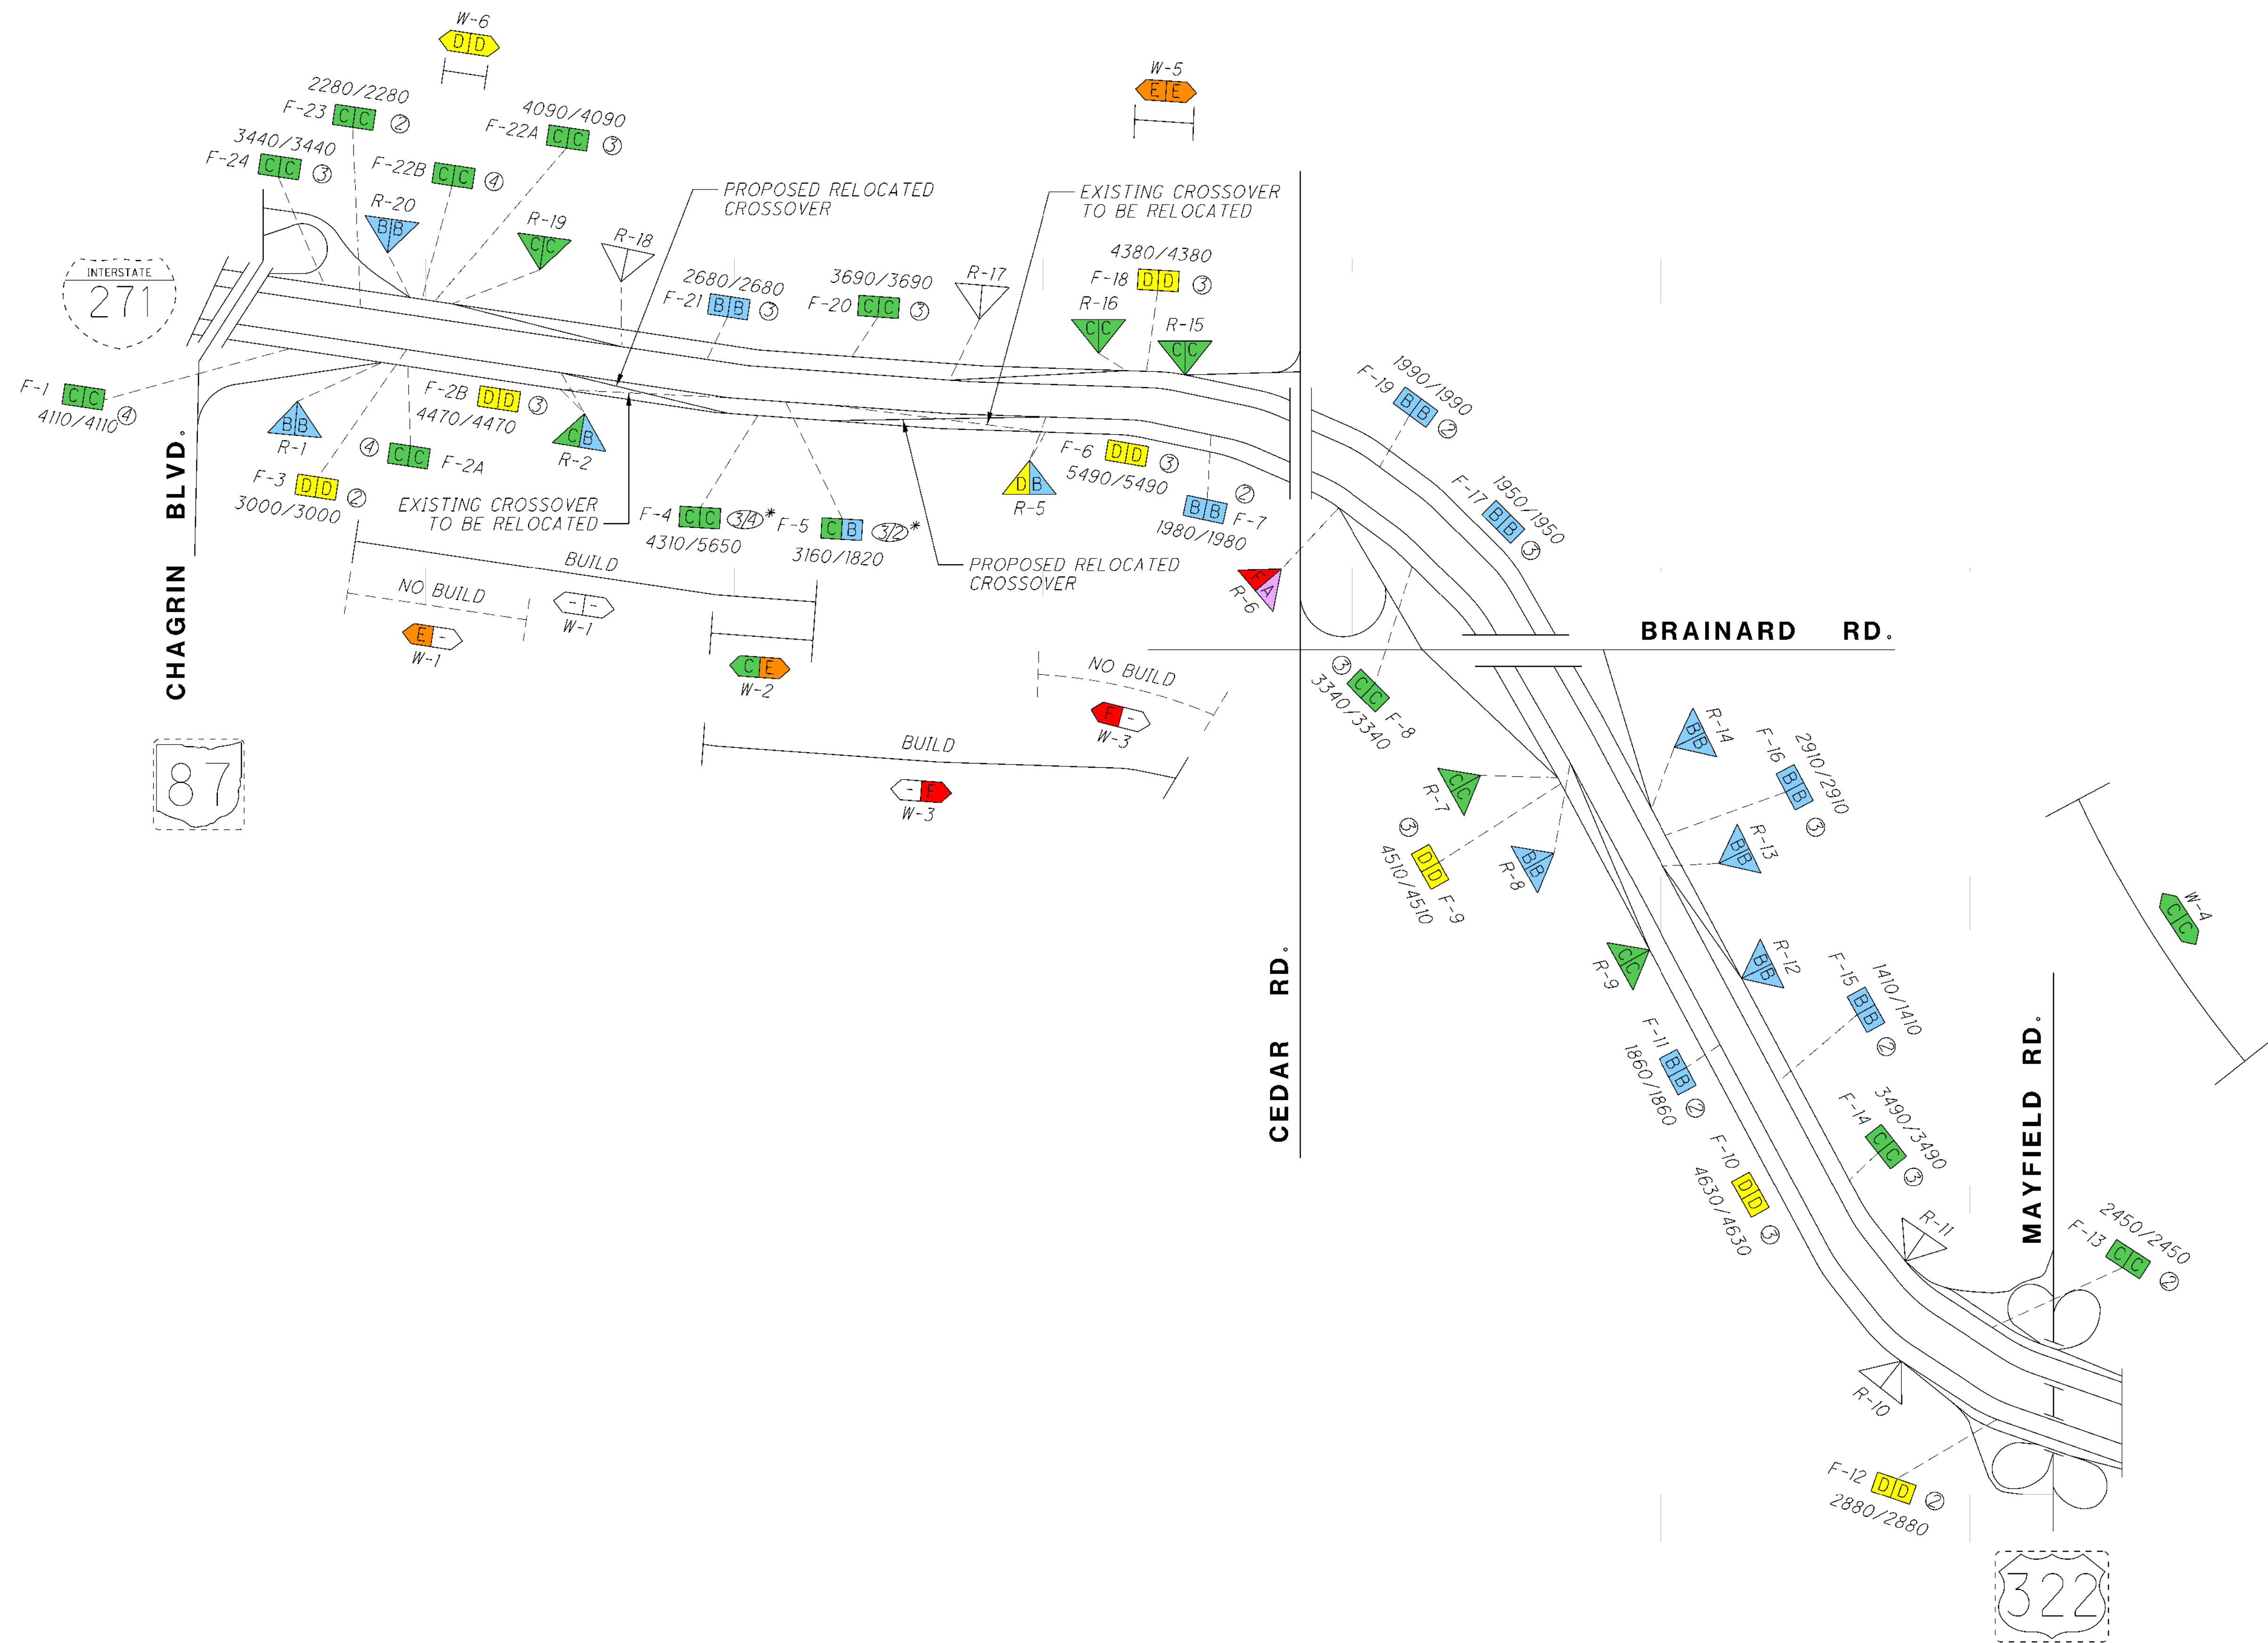 W-6
D D
2280/2280
F-23 C C 2
4090/4090
F-22A C C 3
3440/3440
F-24 C C 3
F-22B C C 4
R-20
B B
R-19
C C
R-18
W-5
E E
PROPOSED RELOCATED
CROSSOVER
EXISTING CROSSOVER
TO BE RELOCATED
INTERSTATE
271
2680/2680
F-21 B B 3
3690/3690
F-20 C C 3
R-17
4380/4380
F-18 D D 3
R-16
C C
R-15
C C
F-1 C C 4
4110/4110
B B
R-1
F-2B D D 3
4470/4470
4 C C F-2A
F-3 D D 2
3000/3000
C B
R-2
EXISTING CROSSOVER
TO BE RELOCATED
F-4 C C 3/4 *
4310/5650
F-5 C B 3/2 *
3160/1820
D B
R-5
F-6 D D 3
5490/5490
2
B B F-7
1980/1980
PROPOSED RELOCATED
CROSSOVER
F A
R-6
1990/1990
F-19 B B 2
1950/1950
F-17 B B 3
CHAGRIN BLVD.
87
BUILD
NO BUILD
- -
W-1
E -
W-1
C E
W-2
NO BUILD
F -
W-3
BUILD
- F
W-3
BRAINARD RD.
3 C C F-8
3340/3340
C C
R-7
3 D D F-9
4510/4510
B B
R-8
C C
R-9
R-14
B B
2910/2910
F-16 B B 3
R-13
B B
R-12
B B
1410/1410
F-15 B B 2
F-11 B B 2
1860/1860
3490/3490
F-14 C C 3
F-10 D D 3
4630/4630
CEDAR RD.
W-4
C C
MAYFIELD RD.
R-11
2450/2450
F-13 C C 2
R-10
F-12 D D 2
2880/2880
322